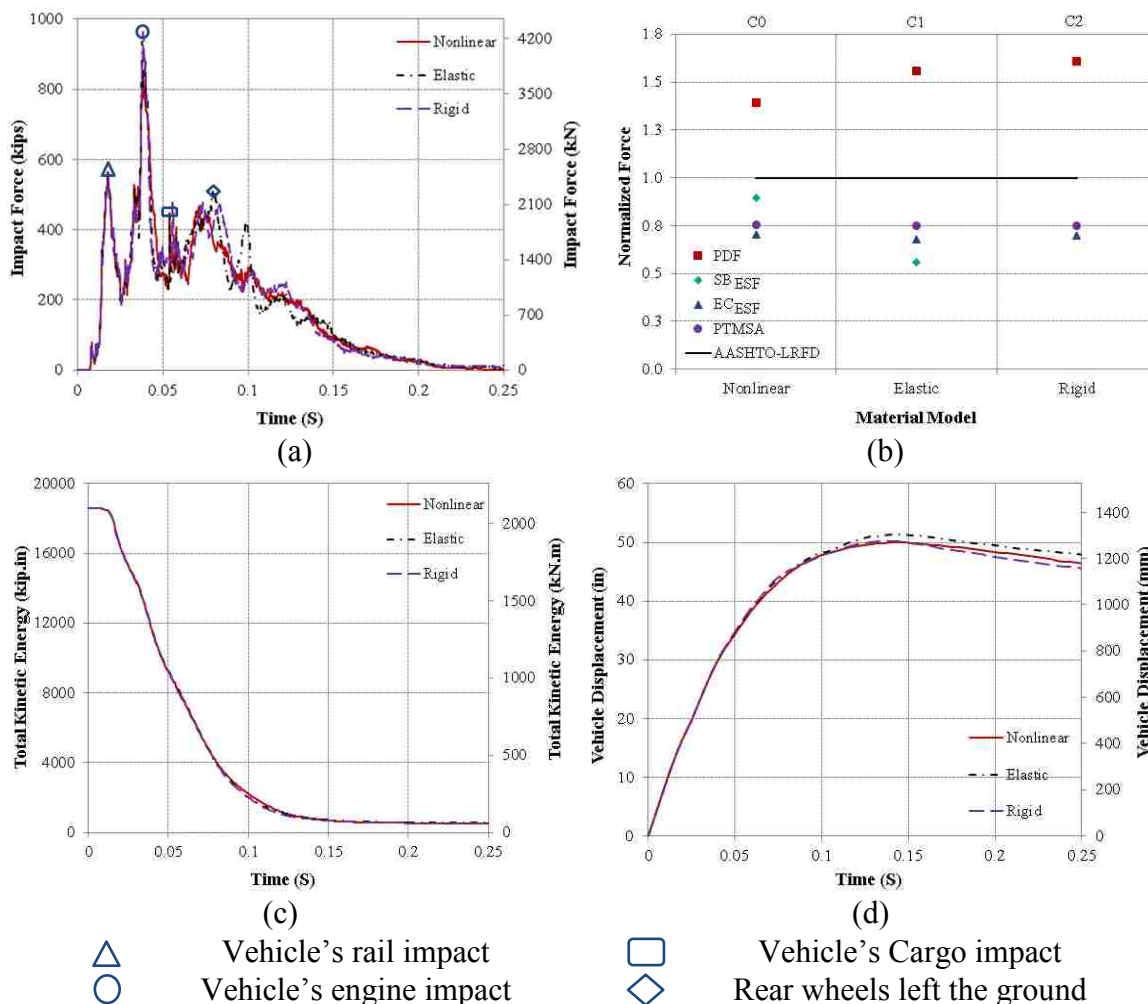 1000
800
600
400
200
0
4200
3500
2800
2100
1400
700
0
Impact Force (kips)
Impact Force (kN)
Nonlinear
Elastic
Rigid
0 0.05 0.1 0.15 0.2 0.25
Time (S)
(a)
C0 C1 C2
1.8
1.5
1.3
1.0
0.8
0.5
0.3
0.0
Normalized Force
PDF
SB ESF
EC ESF
PTMSA
AASHTO-LRFD
Nonlinear Elastic Rigid
Material Model
(b)
20000
16000
12000
8000
4000
0
2000
1500
1000
500
0
Total Kinetic Energy (kip.in)
Total Kinetic Energy (kN.m)
Nonlinear
Elastic
Rigid
0 0.05 0.1 0.15 0.2 0.25
Time (S)
(c)
60
50
40
30
20
10
0
1400
1200
1000
800
600
400
200
0
Vehicle Displacement (in)
Vehicle Displacement (mm)
Nonlinear
Elastic
Rigid
0 0.05 0.1 0.15 0.2 0.25
Time (S)
(d)
Vehicle’s rail impact
Vehicle’s Cargo impact
Vehicle’s engine impact
Rear wheels left the ground